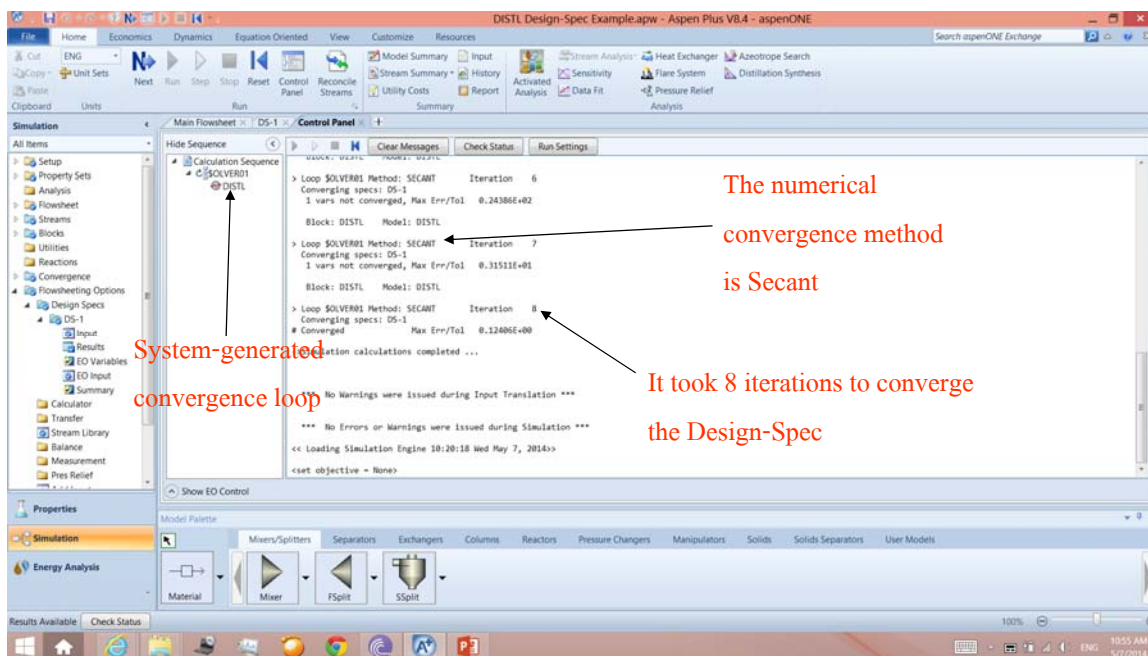 DISTL Design-Spec Example.apw - Aspen Plus V8.4 - aspenONE
File Home Economics Dynamics Equation Oriented View Customize Resources Search aspenONE Exchange
Cut ENG Model Summary Input Stream Analysis Heat Exchanger Azeotrope Search
Copy Unit Sets Stream Summary History Sensitivity Flare System Distillation Synthesis
Paste Next Run Step Stop Reset Control Panel Reconcile Streams Utility Costs Report Activated Analysis Data Fit Pressure Relief
Clipboard Units Run Summary Analysis
Simulation
All Items
Setup
Property Sets
Analysis
Flowsheet
Streams
Blocks
Utilities
Reactions
Convergence
Flowsheeting Options
Design Specs
DS-1
Input
Results
EO Variables
EO Input
Summary
Calculator
Transfer
Stream Library
Balance
Measurement
Pres Relief
Properties
Simulation
Energy Analysis
Main Flowsheet DS-1 Control Panel +
Hide Sequence
Calculation Sequence
$OLVER01
DISTL
Clear Messages Check Status Run Settings
Block: DISTL Model: DISTL
> Loop $OLVER01 Method: SECANT Iteration 6
Converging specs: DS-1
1 vars not converged, Max Err/Tol 0.24386E+02
Block: DISTL Model: DISTL
> Loop $OLVER01 Method: SECANT Iteration 7
Converging specs: DS-1
1 vars not converged, Max Err/Tol 0.31511E+01
Block: DISTL Model: DISTL
> Loop $OLVER01 Method: SECANT Iteration 8
Converging specs: DS-1
# Converged Max Err/Tol 0.12406E+00
calculations completed ...
*** No Warnings were issued during Input Translation ***
*** No Errors or Warnings were issued during Simulation ***
<< Loading Simulation Engine 10:20:18 Wed May 7, 2014>>
<set objective = None>
The numerical
convergence method
is Secant
System-generated
convergence loop
It took 8 iterations to converge
the Design-Spec
Show EO Control
Model Palette
Mixers/Splitters Separators Exchangers Columns Reactors Pressure Changers Manipulators Solids Solids Separators User Models
Material Mixer FSplit SSplit
Results Available Check Status 100%
ENG 10:55 AM